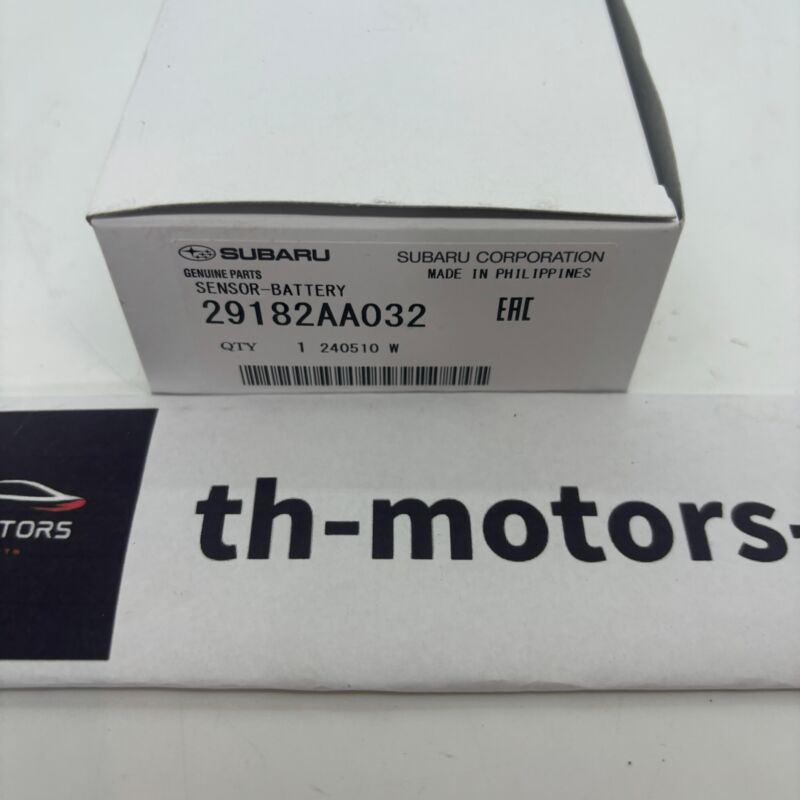 SUBARU
SUBARU CORPORATION
GENUINE PARTS
MADE IN PHILIPPINES
SENSOR-BATTERY
29182AA032
EAC
QTY 1 240510 W
TORS
th-motors-